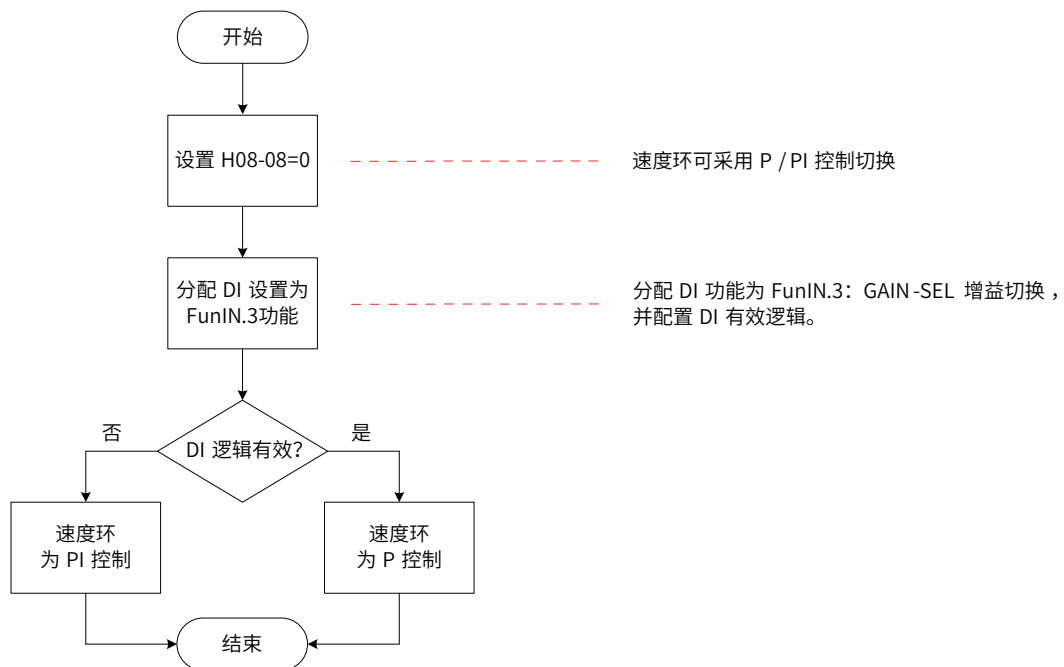 开始
设置 H08-08=0
速度环可采用 P / PI 控制切换
分配 DI 设置为
FunIN.3功能
分配 DI 功能为 FunIN.3：GAIN-SEL 增益切换，
并配置 DI 有效逻辑。
否
是
DI 逻辑有效？
速度环
为 PI 控制
速度环
为 P 控制
结束